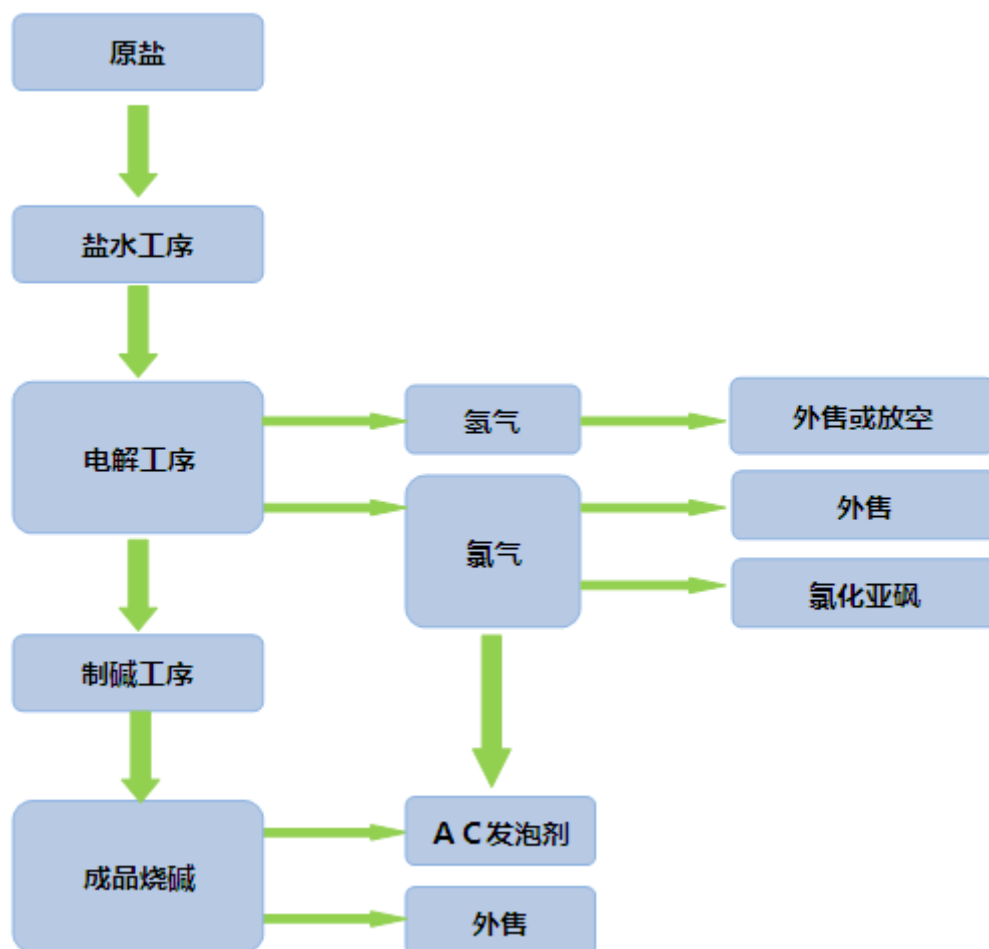 原盐
盐水工序
电解工序
氢气
外售或放空
氯气
外售
氯化亚砜
制碱工序
成品烧碱
ＡＣ发泡剂
外售